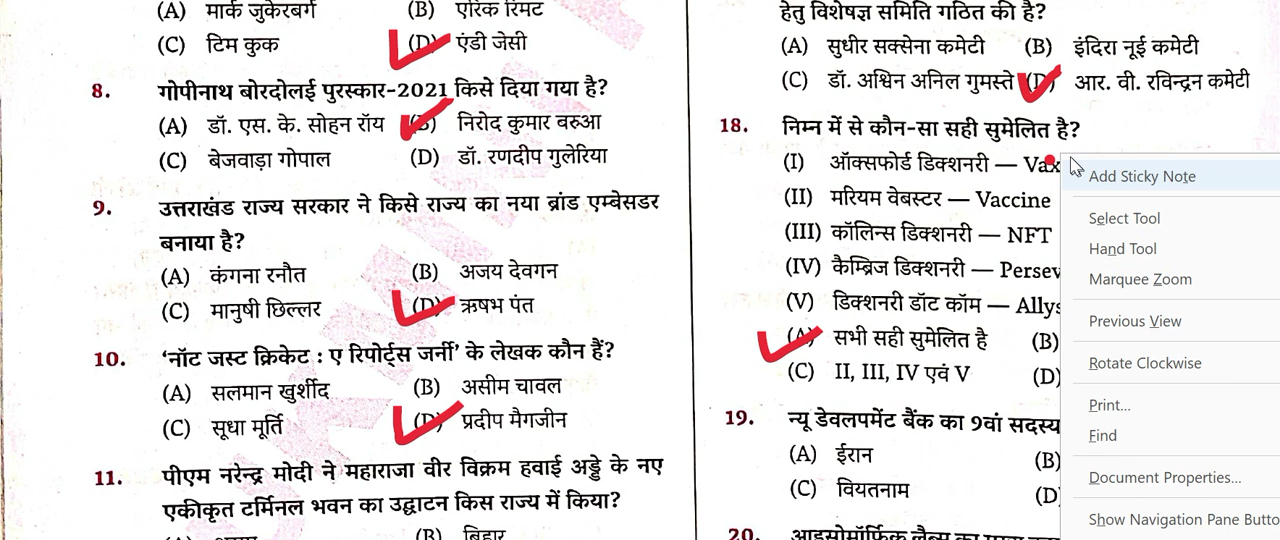 (A) मार्क जुकेरबर्ग (B) एरिक स्मिट
(C) टिम कुक (D) एंडी जेसी
8. गोपीनाथ बोरदोलई पुरस्कार-2021 किसे दिया गया है?
(A) डॉ. एस. के. सोहन रॉय (B) निरोद कुमार बरुआ
(C) बेजवाड़ा गोपाल (D) डॉ. रणदीप गुलेरिया
9. उत्तराखंड राज्य सरकार ने किसे राज्य का नया ब्रांड एम्बेसडर
बनाया है?
(A) कंगना रनौत (B) अजय देवगन
(C) मानुषी छिल्लर (D) ऋषभ पंत
10. ‘नॉट जस्ट क्रिकेट : ए रिपोर्ट्स जर्नी’ के लेखक कौन हैं?
(A) सलमान खुर्शीद (B) असीम चावल
(C) सूधा मूर्ति (D) प्रदीप मैगजीन
11. पीएम नरेन्द्र मोदी ने महाराजा वीर विक्रम हवाई अड्डे के नए
एकीकृत टर्मिनल भवन का उद्घाटन किस राज्य में किया?
(B) बिहार
हेतु विशेषज्ञ समिति गठित की है?
(A) सुधीर सक्सेना कमेटी (B) इंदिरा नूई कमेटी
(C) डॉ. अश्विन अनिल गुमस्ते (D) आर. वी. रविन्द्रन कमेटी
18. निम्न में से कौन-सा सही सुमेलित है?
(I) ऑक्सफोर्ड डिक्शनरी — Vax
(II) मरियम वेबस्टर — Vaccine
(III) कॉलिन्स डिक्शनरी — NFT
(IV) कैम्ब्रिज डिक्शनरी — Persev
(V) डिक्शनरी डॉट कॉम — Allys
(A) सभी सही सुमेलित है (B)
(C) II, III, IV एवं V (D)
19. न्यू डेवलपमेंट बैंक का 9वां सदस्य
(A) ईरान (B)
(C) वियतनाम (D)
20.
Add Sticky Note
Select Tool
Hand Tool
Marquee Zoom
Previous View
Rotate Clockwise
Print...
Find
Document Properties...
Show Navigation Pane Butto